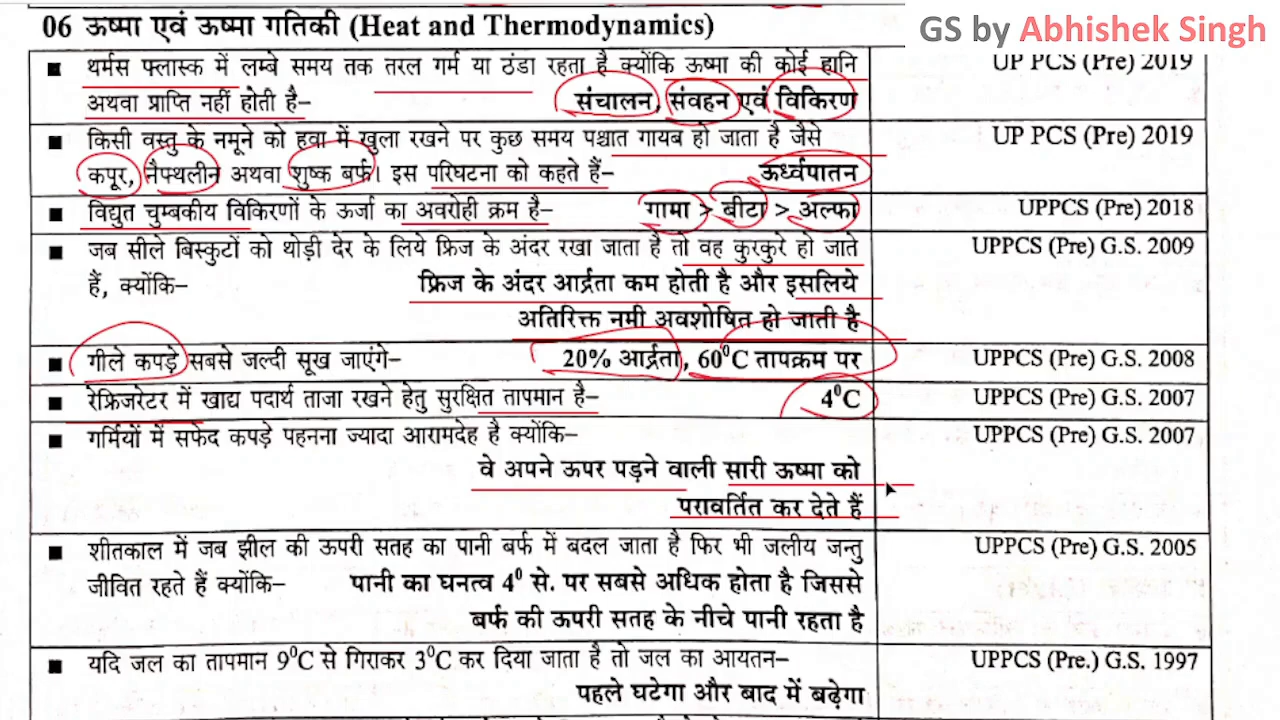 06 ऊष्मा एवं ऊष्मा गतिकी (Heat and Thermodynamics)
GS by Abhishek Singh
■ थर्मस फ्लास्क में लम्बे समय तक तरल गर्म या ठंडा रहता है क्योंकि ऊष्मा की कोई हानि UP PCS (Pre) 2019
अथवा प्राप्ति नहीं होती है– संचालन, संवहन एवं विकिरण
■ किसी वस्तु के नमूने को हवा में खुला रखने पर कुछ समय पश्चात गायब हो जाता है जैसे UP PCS (Pre) 2019
कपूर, नैफ्थलीन अथवा शुष्क बर्फ। इस परिघटना को कहते हैं– ऊर्ध्वपातन
■ विद्युत चुम्बकीय विकिरणों के ऊर्जा का अवरोही क्रम है– गामा > बीटा > अल्फा UPPCS (Pre) 2018
■ जब सीले बिस्कुटों को थोड़ी देर के लिये फ्रिज के अंदर रखा जाता है तो वह कुरकुरे हो जाते UPPCS (Pre) G.S. 2009
हैं, क्योंकि– फ्रिज के अंदर आर्द्रता कम होती है और इसलिये
अतिरिक्त नमी अवशोषित हो जाती है
■ गीले कपड़े सबसे जल्दी सूख जाएंगे– 20% आर्द्रता, 60⁰C तापक्रम पर UPPCS (Pre) G.S. 2008
■ रेफ्रिजरेटर में खाद्य पदार्थ ताजा रखने हेतु सुरक्षित तापमान है– 4⁰C UPPCS (Pre) G.S. 2007
■ गर्मियों में सफेद कपड़े पहनना ज्यादा आरामदेह है क्योंकि– UPPCS (Pre) G.S. 2007
वे अपने ऊपर पड़ने वाली सारी ऊष्मा को
परावर्तित कर देते हैं
■ शीतकाल में जब झील की ऊपरी सतह का पानी बर्फ में बदल जाता है फिर भी जलीय जन्तु UPPCS (Pre) G.S. 2005
जीवित रहते हैं क्योंकि– पानी का घनत्व 4⁰ से. पर सबसे अधिक होता है जिससे
बर्फ की ऊपरी सतह के नीचे पानी रहता है
■ यदि जल का तापमान 9⁰C से गिराकर 3⁰C कर दिया जाता है तो जल का आयतन– UPPCS (Pre.) G.S. 1997
पहले घटेगा और बाद में बढ़ेगा